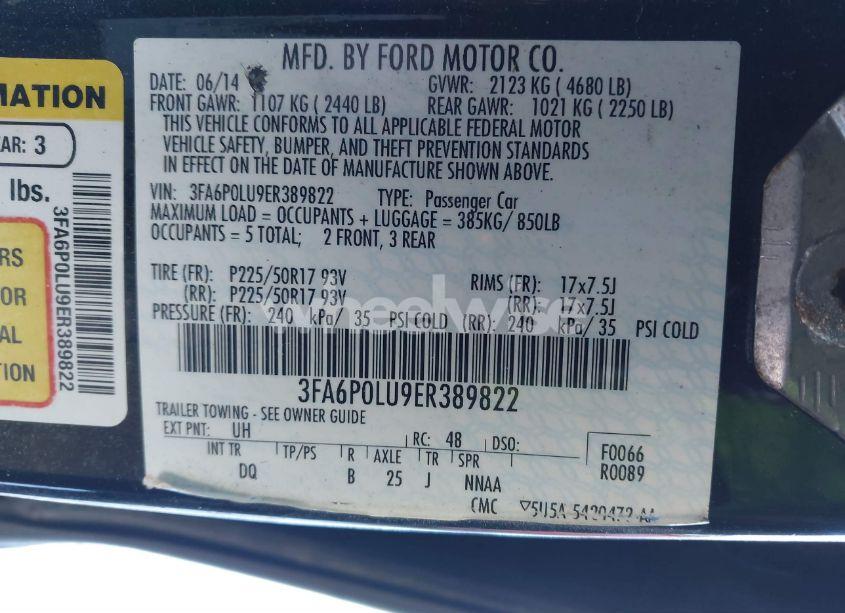 MFD. BY FORD MOTOR CO.
DATE: 06/14 GVWR: 2123 KG ( 4680 LB)
FRONT GAWR: 1107 KG ( 2440 LB) REAR GAWR: 1021 KG ( 2250 LB)
THIS VEHICLE CONFORMS TO ALL APPLICABLE FEDERAL MOTOR
VEHICLE SAFETY, BUMPER, AND THEFT PREVENTION STANDARDS
IN EFFECT ON THE DATE OF MANUFACTURE SHOWN ABOVE.
VIN: 3FA6P0LU9ER389822 TYPE: Passenger Car
MAXIMUM LOAD = OCCUPANTS + LUGGAGE = 385KG/ 850LB
OCCUPANTS = 5 TOTAL; 2 FRONT, 3 REAR
TIRE (FR): P225/50R17 93V RIMS (FR): 17x7.5J
(RR): P225/50R17 93V (RR): 17x7.5J
PRESSURE (FR): 240 kPa/ 35 PSI COLD (RR): 240 kPa/ 35 PSI COLD
3FA6P0LU9ER389822
TRAILER TOWING - SEE OWNER GUIDE
EXT PNT: UH RC: 48 DSO: F0066
INT TR TP/PS R AXLE TR SPR R0089
DQ B 25 J NNAA
CMC
MATION
EAR: 3
lbs.
RS
OR
AL
TION
3FA6P0LU9ER389822
wheelwise